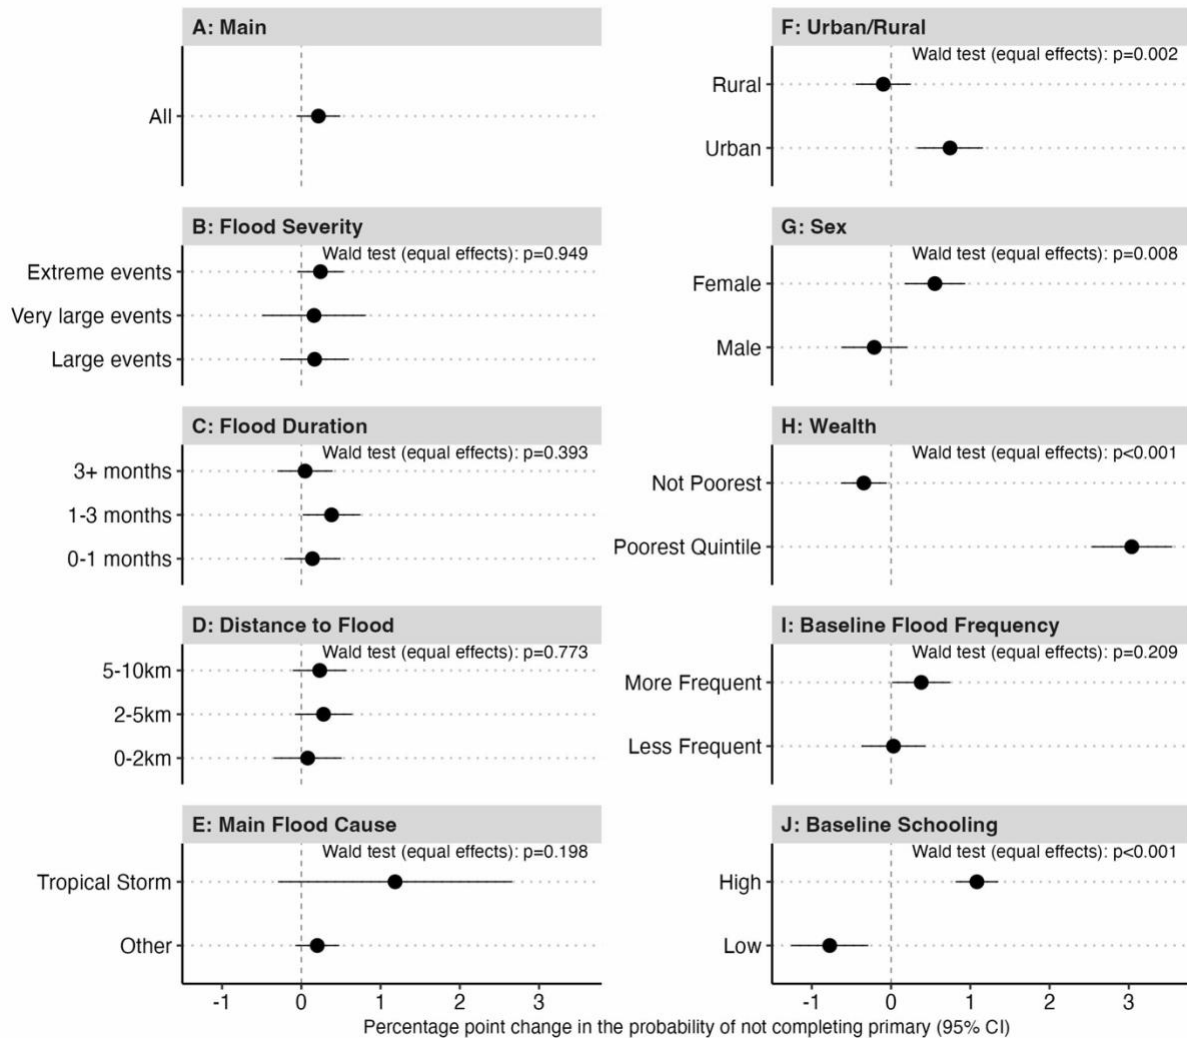 A: Main
All
B: Flood Severity
Wald test (equal effects): p=0.949
Extreme events
Very large events
Large events
C: Flood Duration
Wald test (equal effects): p=0.393
3+ months
1-3 months
0-1 months
D: Distance to Flood
Wald test (equal effects): p=0.773
5-10km
2-5km
0-2km
E: Main Flood Cause
Wald test (equal effects): p=0.198
Tropical Storm
Other
-1 0 1 2 3
F: Urban/Rural
Wald test (equal effects): p=0.002
Rural
Urban
G: Sex
Wald test (equal effects): p=0.008
Female
Male
H: Wealth
Wald test (equal effects): p<0.001
Not Poorest
Poorest Quintile
I: Baseline Flood Frequency
Wald test (equal effects): p=0.209
More Frequent
Less Frequent
J: Baseline Schooling
Wald test (equal effects): p<0.001
High
Low
-1 0 1 2 3
Percentage point change in the probability of not completing primary (95% CI)